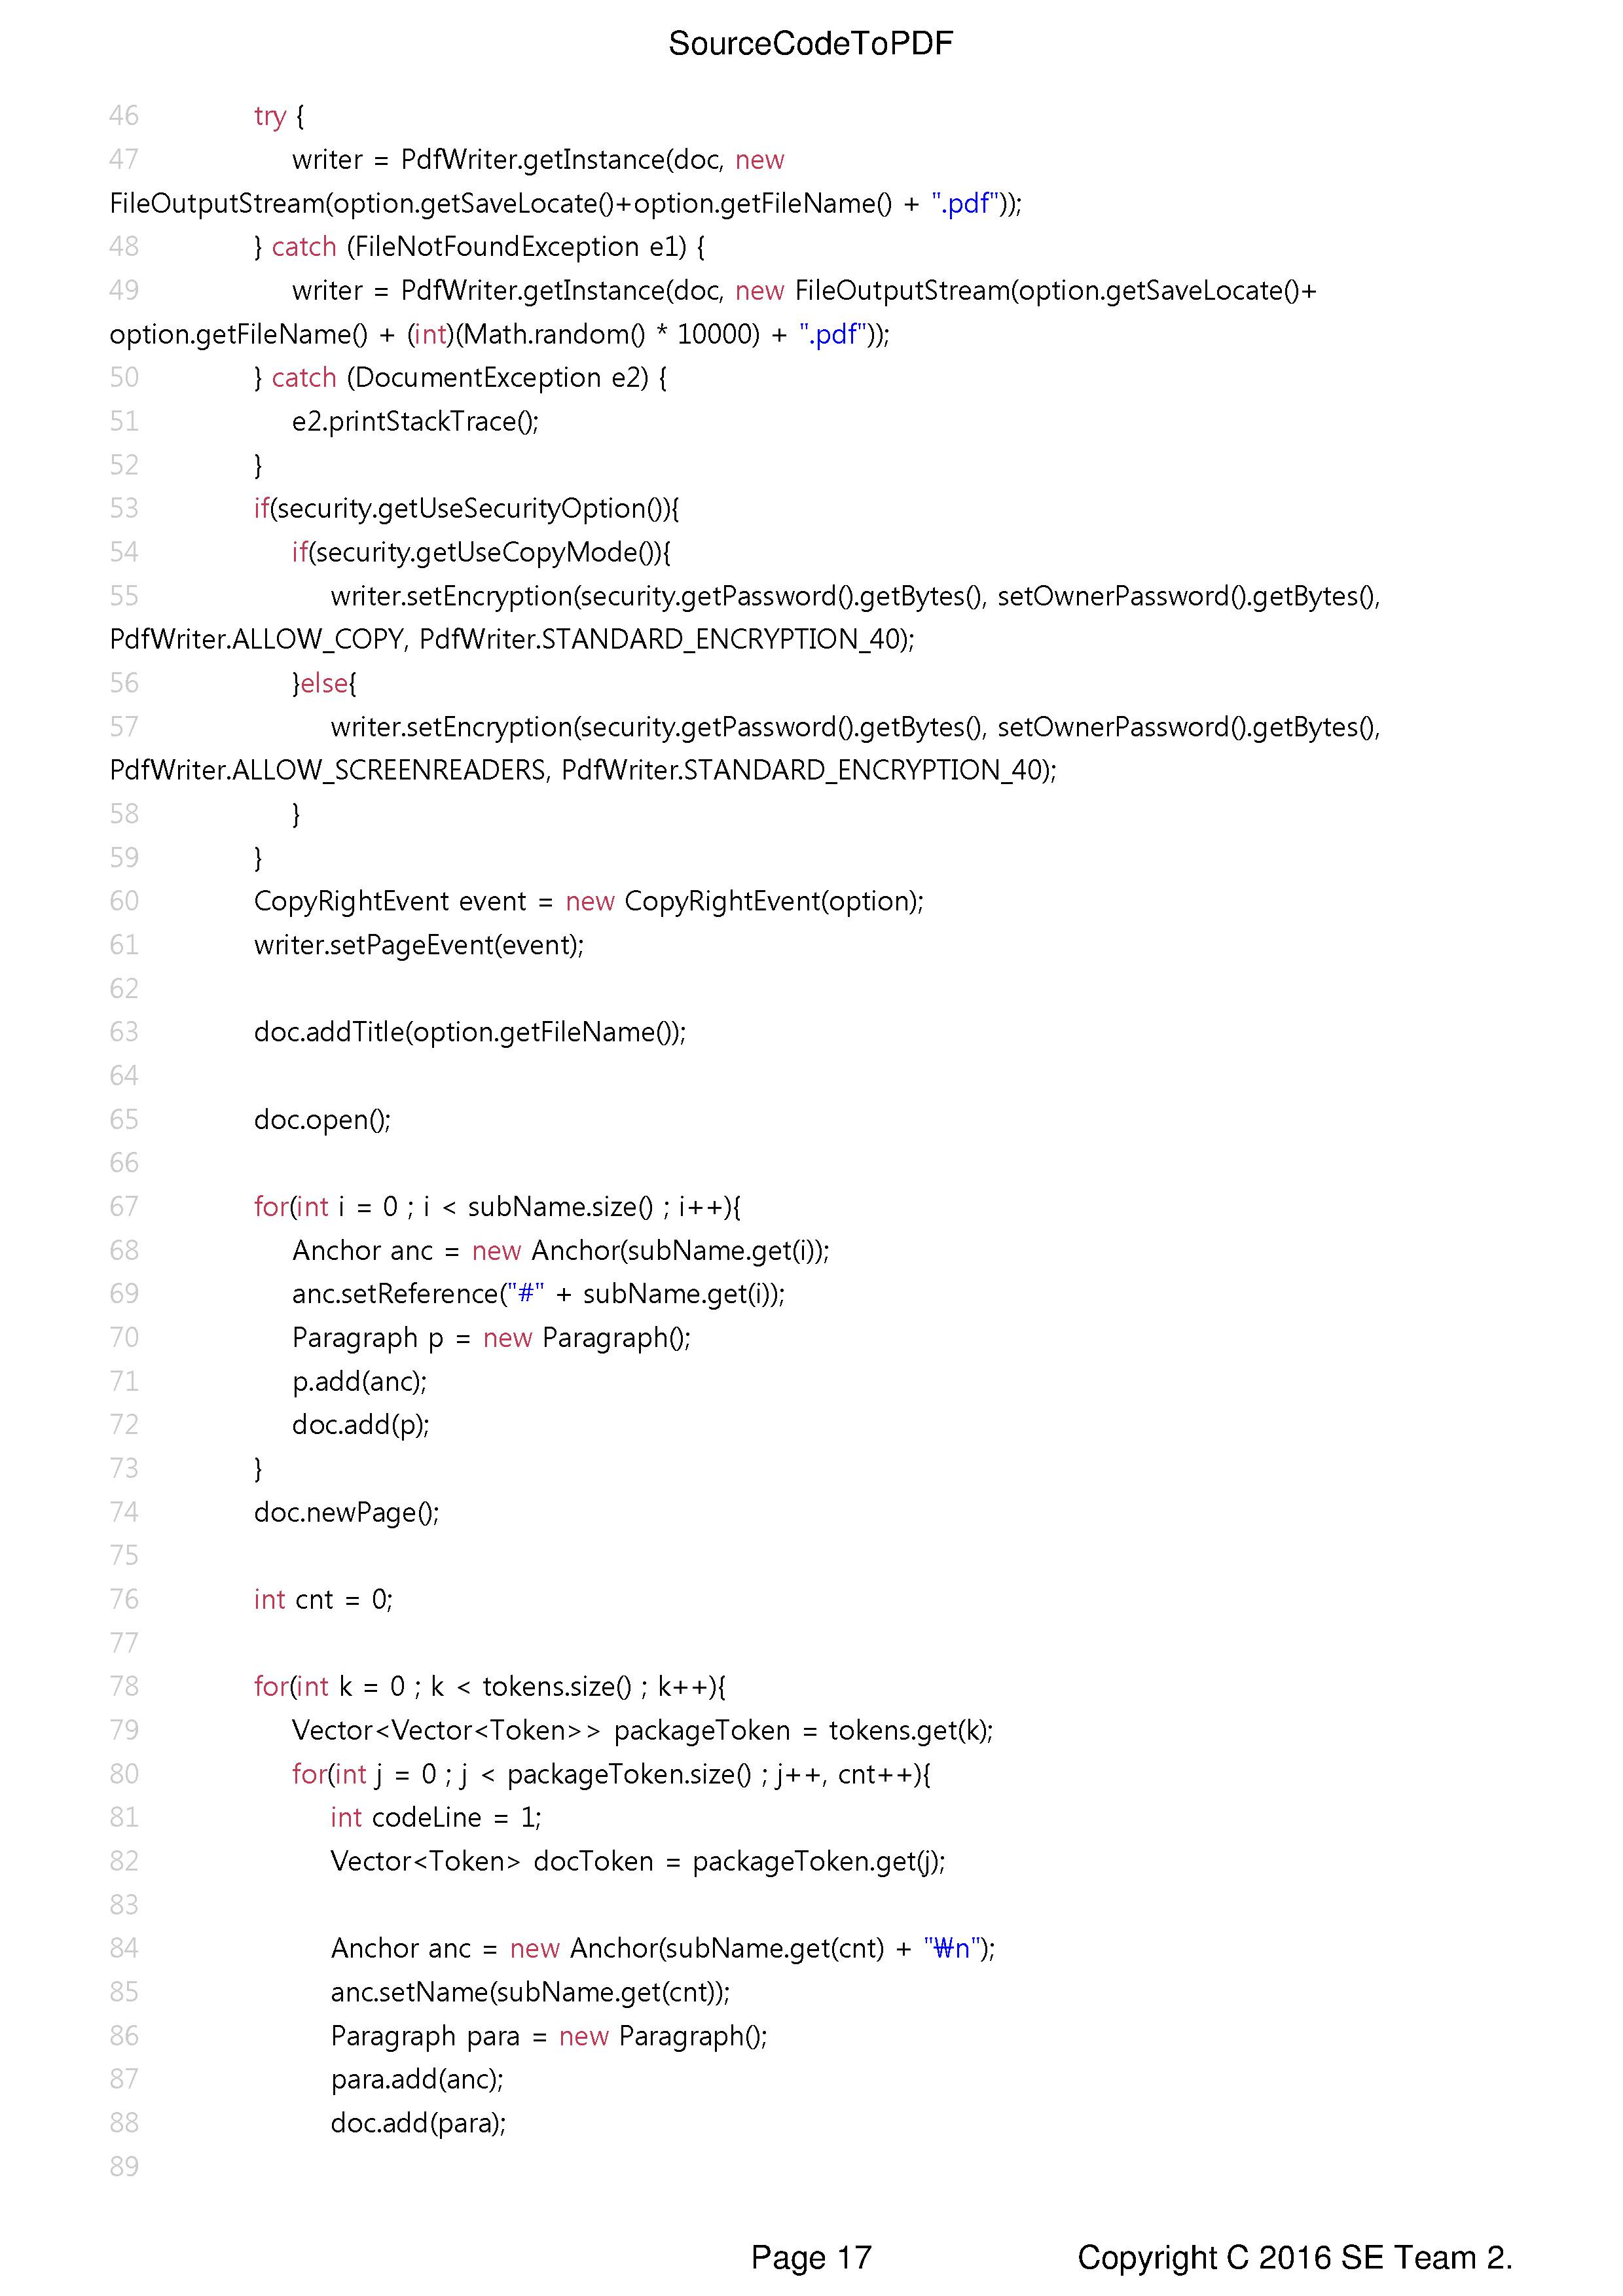 SourceCodeToPDF
46 try {
47 writer = PdfWriter.getInstance(doc, new
FileOutputStream(option.getSaveLocate()+option.getFileName() + ".pdf"));
48 } catch (FileNotFoundException e1) {
49 writer = PdfWriter.getInstance(doc, new FileOutputStream(option.getSaveLocate()+
option.getFileName() + (int)(Math.random() * 10000) + ".pdf"));
50 } catch (DocumentException e2) {
51 e2.printStackTrace();
52 }
53 if(security.getUseSecurityOption()){
54 if(security.getUseCopyMode()){
55 writer.setEncryption(security.getPassword().getBytes(), setOwnerPassword().getBytes(),
PdfWriter.ALLOW_COPY, PdfWriter.STANDARD_ENCRYPTION_40);
56 }else{
57 writer.setEncryption(security.getPassword().getBytes(), setOwnerPassword().getBytes(),
PdfWriter.ALLOW_SCREENREADERS, PdfWriter.STANDARD_ENCRYPTION_40);
58 }
59 }
60 CopyRightEvent event = new CopyRightEvent(option);
61 writer.setPageEvent(event);
62
63 doc.addTitle(option.getFileName());
64
65 doc.open();
66
67 for(int i = 0 ; i < subName.size() ; i++){
68 Anchor anc = new Anchor(subName.get(i));
69 anc.setReference("#" + subName.get(i));
70 Paragraph p = new Paragraph();
71 p.add(anc);
72 doc.add(p);
73 }
74 doc.newPage();
75
76 int cnt = 0;
77
78 for(int k = 0 ; k < tokens.size() ; k++){
79 Vector<Vector<Token>> packageToken = tokens.get(k);
80 for(int j = 0 ; j < packageToken.size() ; j++, cnt++){
81 int codeLine = 1;
82 Vector<Token> docToken = packageToken.get(j);
83
84 Anchor anc = new Anchor(subName.get(cnt) + "₩n");
85 anc.setName(subName.get(cnt));
86 Paragraph para = new Paragraph();
87 para.add(anc);
88 doc.add(para);
89
Page 17 Copyright C 2016 SE Team 2.